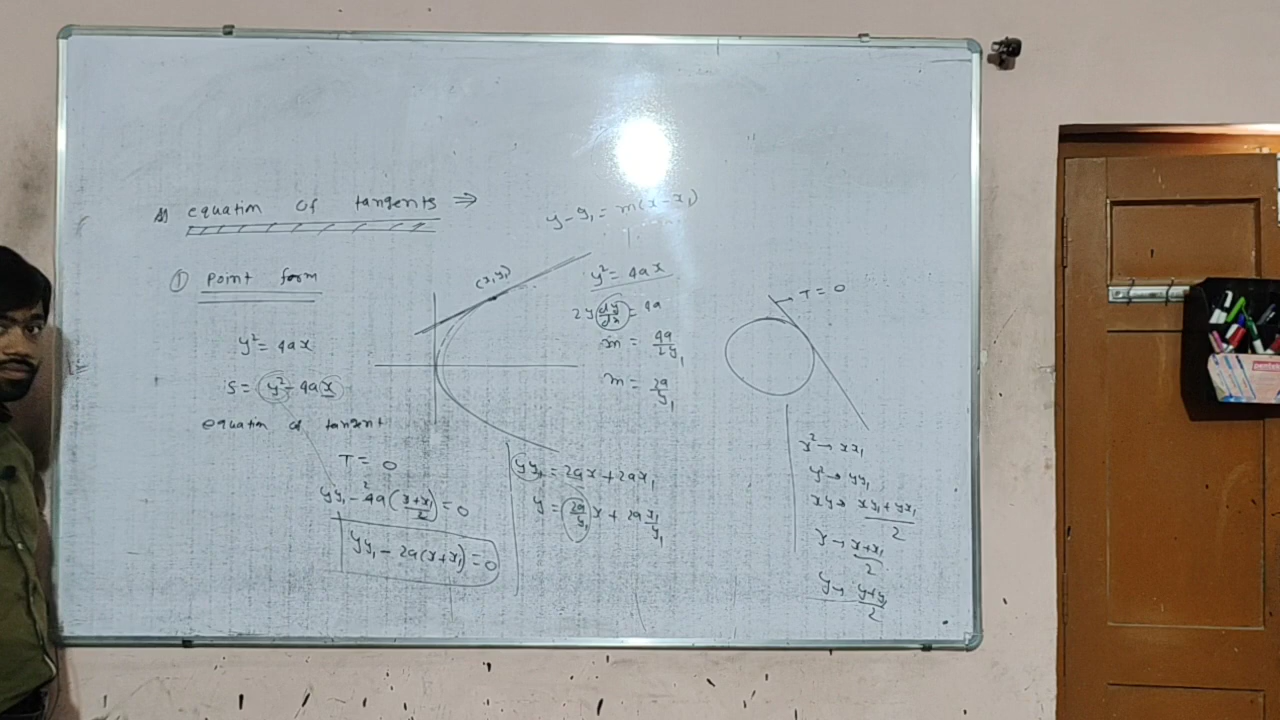 equation of tangents ⇒
y - y₁ = m(x - x₁)
① Point form
y² = 4ax
S = y² - 4ax
equation of tangent
T = 0
yy₁ - 4a(x+x₁/2) = 0
yy₁ - 2a(x+x₁) = 0
(x₁y₁)
y² = 4ax
2y dy/dx = 4a
m = 4a/2y₁
m = 2a/y₁
yy₁ = 2ax + 2ax₁
y = 2a/y₁ x + 2a x₁/y₁
T = 0
x² → xx₁
y² → yy₁
xy → xy₁ + yx₁/2
x → x+x₁/2
y → y+y₁/2